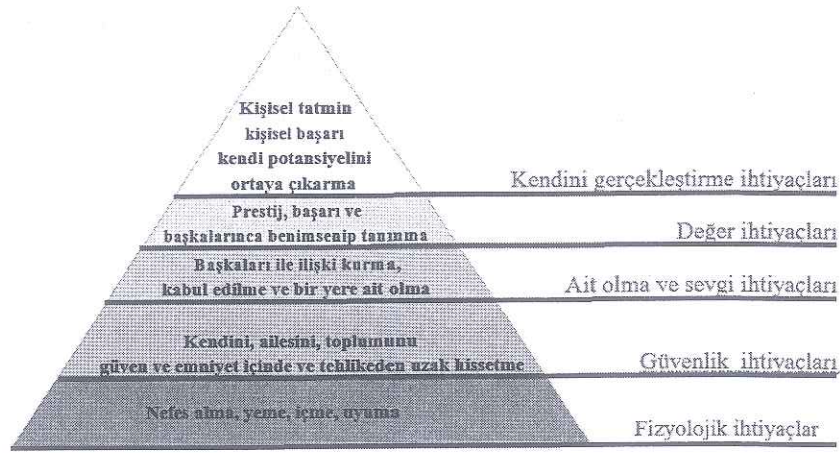 Kişisel tatmin
kişisel başarı
kendi potansiyelini
ortaya çıkarma
Kendini gerçekleştirme ihtiyaçları
Prestij, başarı ve
başkalarınca benimsenip tanınma
Değer ihtiyaçları
Başkaları ile ilişki kurma,
kabul edilme ve bir yere ait olma
Ait olma ve sevgi ihtiyaçları
Kendini, ailesini, toplumunu
güven ve emniyet içinde ve tehlikeden uzak hissetme
Güvenlik ihtiyaçları
Nefes alma, yeme, içme, uyuma
Fizyolojik ihtiyaçlar